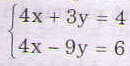 4x + 3y = 4
4x - 9y = 6